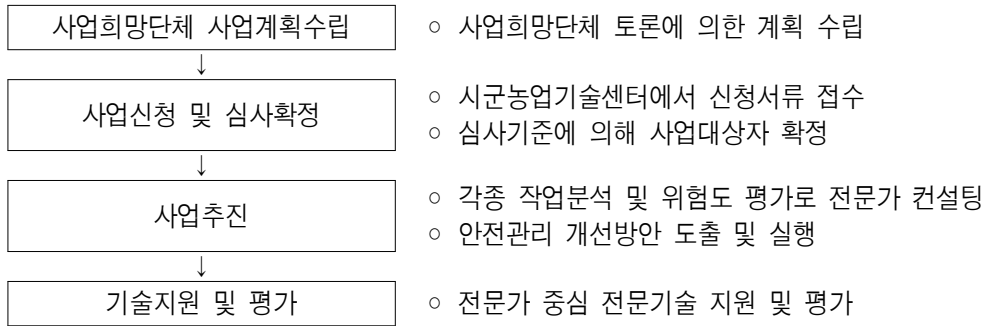 사업희망단체 사업계획수립
○ 사업희망단체 토론에 의한 계획 수립
↓
사업신청 및 심사확정
○ 시군농업기술센터에서 신청서류 접수
○ 심사기준에 의해 사업대상자 확정
↓
사업추진
○ 각종 작업분석 및 위험도 평가로 전문가 컨설팅
○ 안전관리 개선방안 도출 및 실행
↓
기술지원 및 평가
○ 전문가 중심 전문기술 지원 및 평가